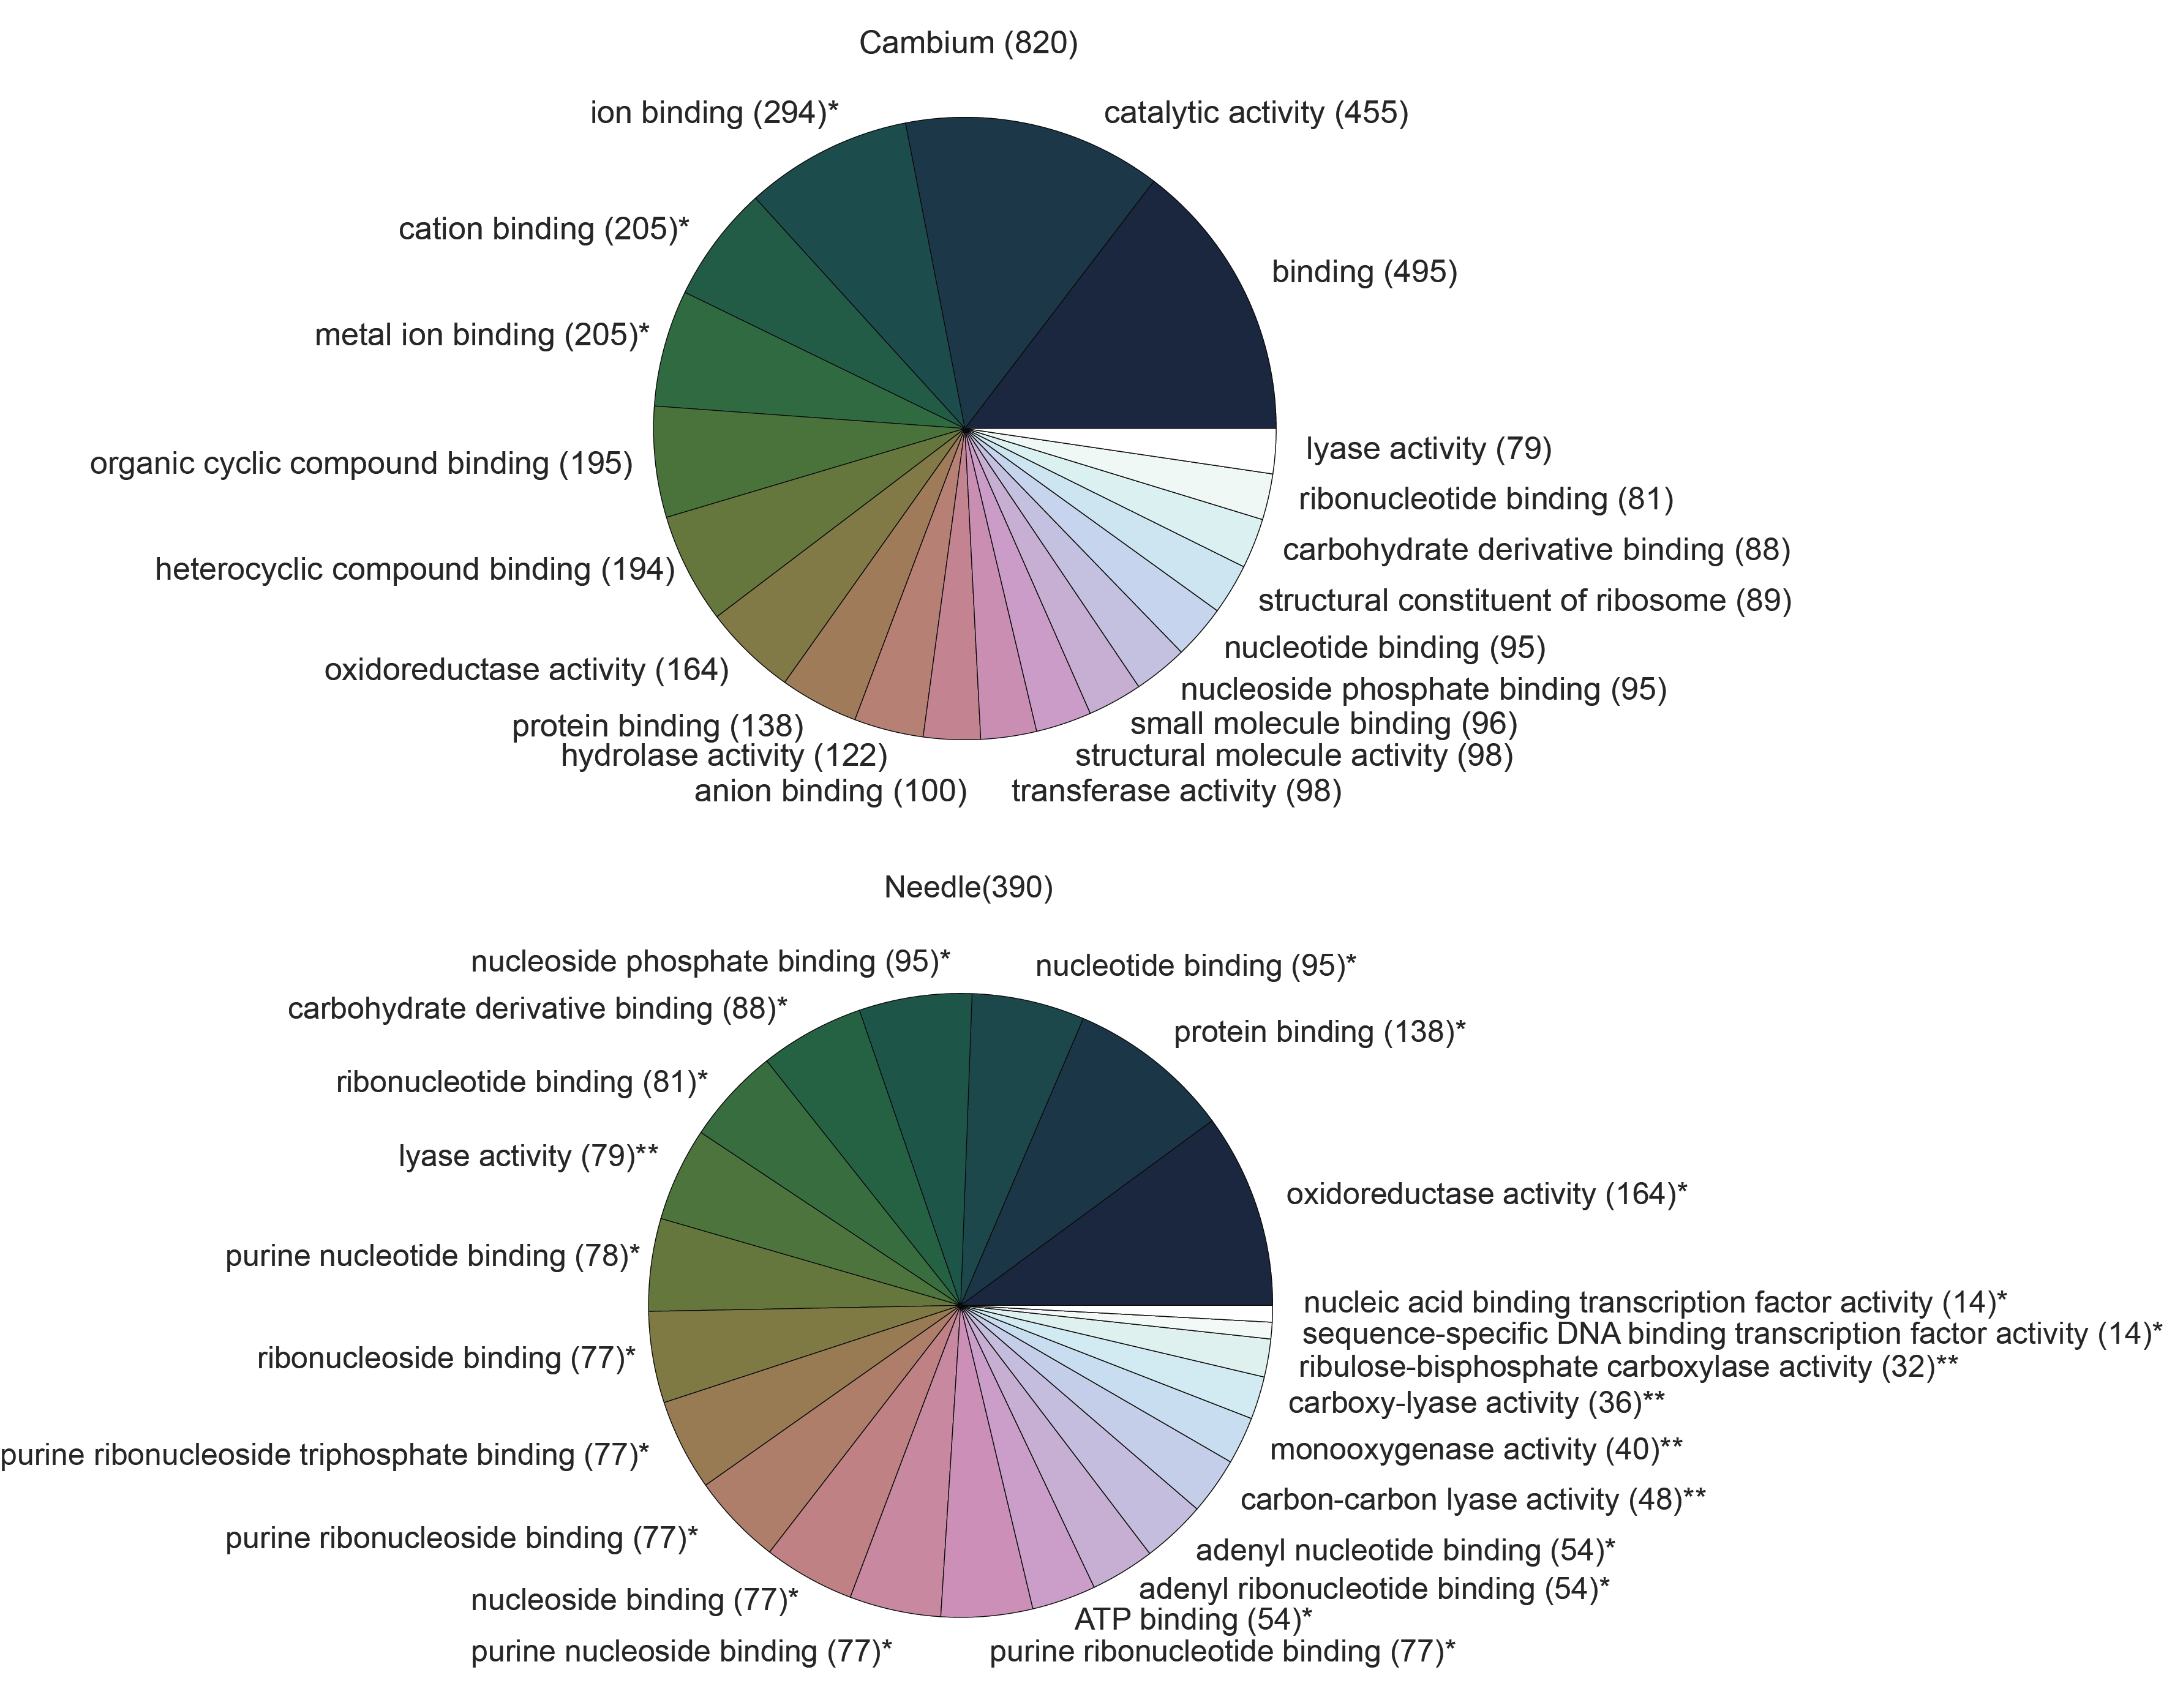 Cambium (820)
ion binding (294)*
catalytic activity (455)
cation binding (205)*
binding (495)
metal ion binding (205)*
organic cyclic compound binding (195)
lyase activity (79)
ribonucleotide binding (81)
carbohydrate derivative binding (88)
heterocyclic compound binding (194)
structural constituent of ribosome (89)
nucleotide binding (95)
oxidoreductase activity (164)
nucleoside phosphate binding (95)
protein binding (138)
small molecule binding (96)
hydrolase activity (122)
structural molecule activity (98)
anion binding (100)
transferase activity (98)
Needle(390)
nucleoside phosphate binding (95)*
nucleotide binding (95)*
carbohydrate derivative binding (88)*
protein binding (138)*
ribonucleotide binding (81)*
lyase activity (79)**
oxidoreductase activity (164)*
purine nucleotide binding (78)*
nucleic acid binding transcription factor activity (14)*
sequence-specific DNA binding transcription factor activity (14)*
ribonucleoside binding (77)*
ribulose-bisphosphate carboxylase activity (32)**
carboxy-lyase activity (36)**
purine ribonucleoside triphosphate binding (77)*
monooxygenase activity (40)**
carbon-carbon lyase activity (48)**
purine ribonucleoside binding (77)*
adenyl nucleotide binding (54)*
nucleoside binding (77)*
adenyl ribonucleotide binding (54)*
ATP binding (54)*
purine nucleoside binding (77)*
purine ribonucleotide binding (77)*